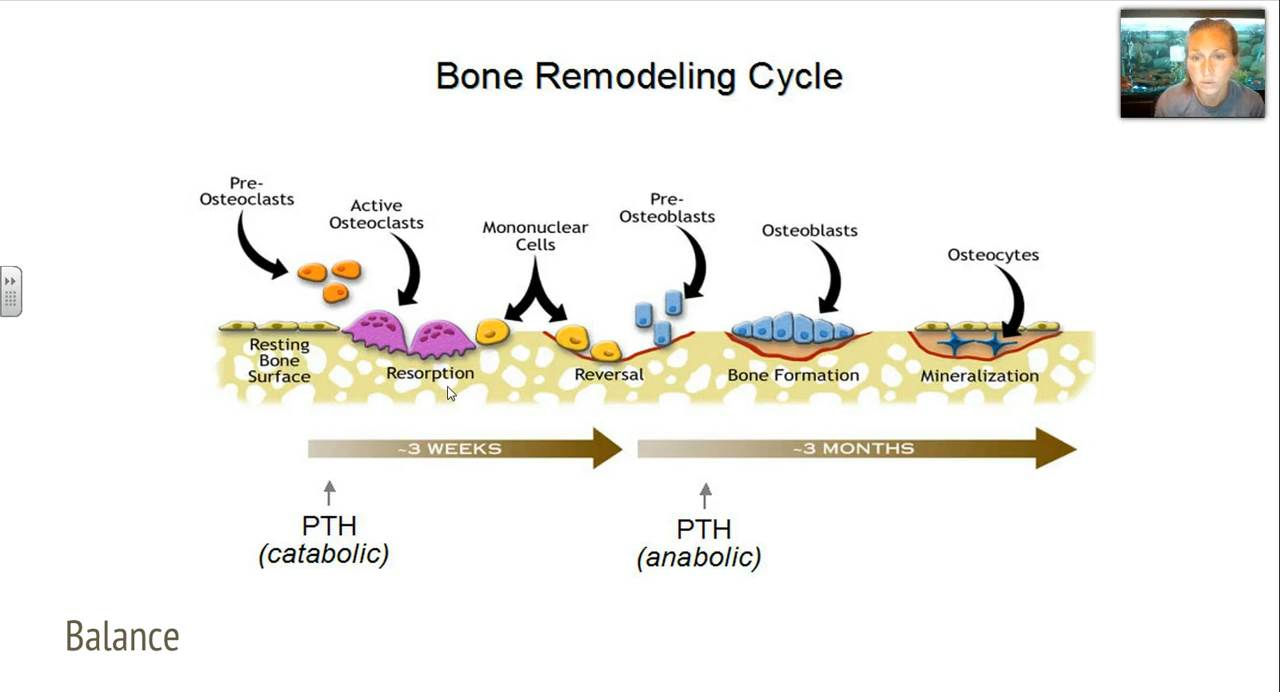 Bone Remodeling Cycle
Pre-
Osteoclasts
Active
Osteoclasts
Mononuclear
Cells
Pre-
Osteoblasts
Osteoblasts
Osteocytes
Resting
Bone
Surface
Resorption
Reversal
Bone Formation
Mineralization
~3 WEEKS
~3 MONTHS
PTH
(catabolic)
PTH
(anabolic)
Balance